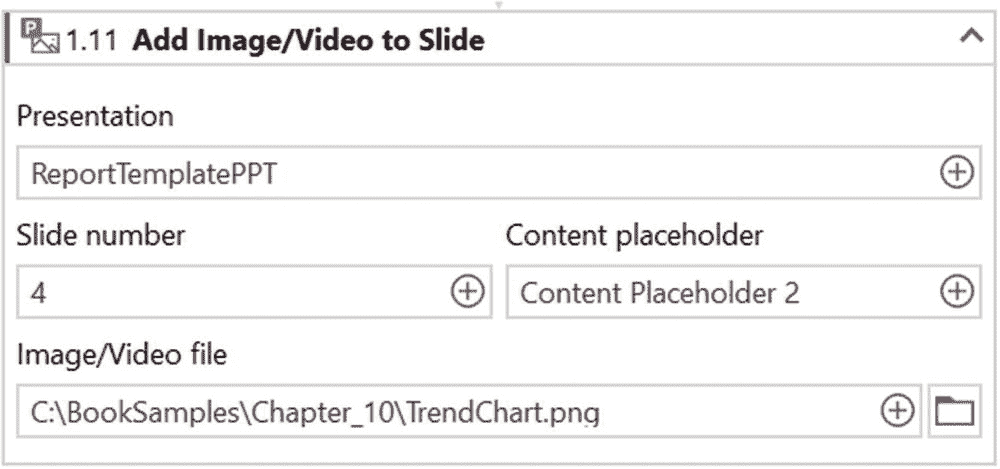 1.11 Add Image/Video to Slide
Presentation
ReportTemplatePPT
Slide number
Content placeholder
4
Content Placeholder 2
Image/Video file
C:\BookSamples\Chapter_10\TrendChart.png